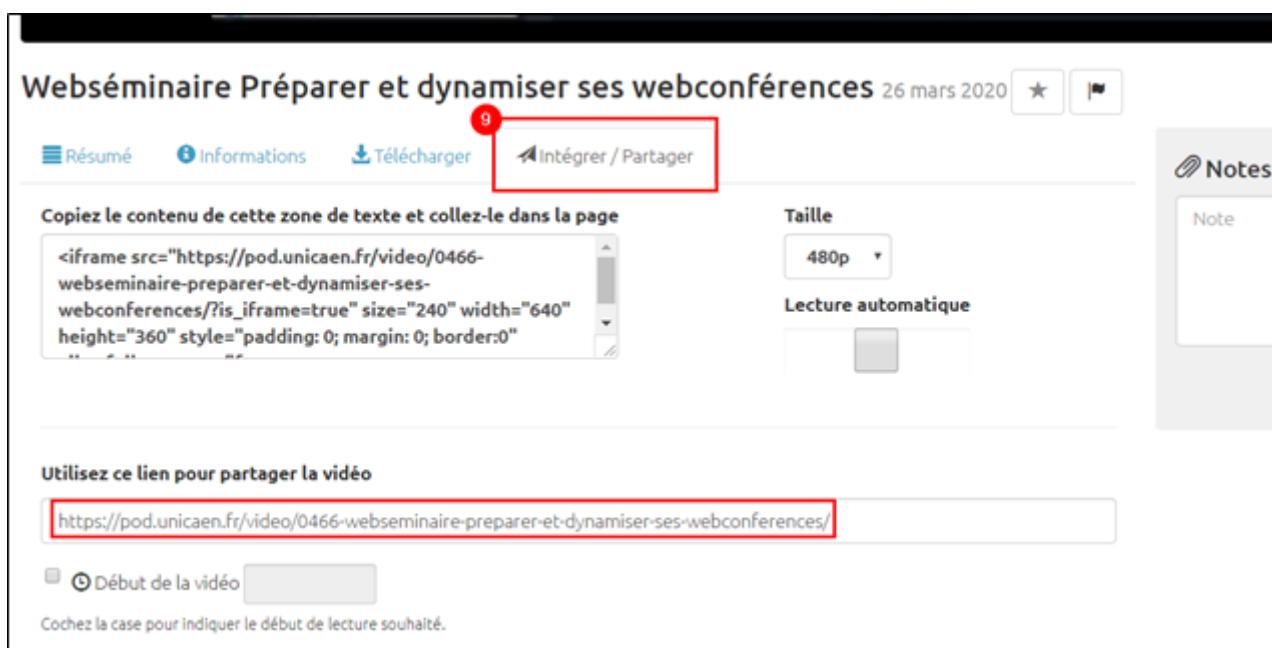 Webséminaire Préparer et dynamiser ses webconférences 26 mars 2020
9
Résumé Informations Télécharger Intégrer / Partager
Notes
Copiez le contenu de cette zone de texte et collez-le dans la page
Taille
Note
<iframe src="https://pod.unicaen.fr/video/0466-
webseminaire-preparer-et-dynamiser-ses-
webconferences/?is_iframe=true" size="240" width="640"
height="360" style="padding: 0; margin: 0; border:0"
480p
Lecture automatique
Utilisez ce lien pour partager la vidéo
https://pod.unicaen.fr/video/0466-webseminaire-preparer-et-dynamiser-ses-webconferences/
Début de la vidéo
Cochez la case pour indiquer le début de lecture souhaité.